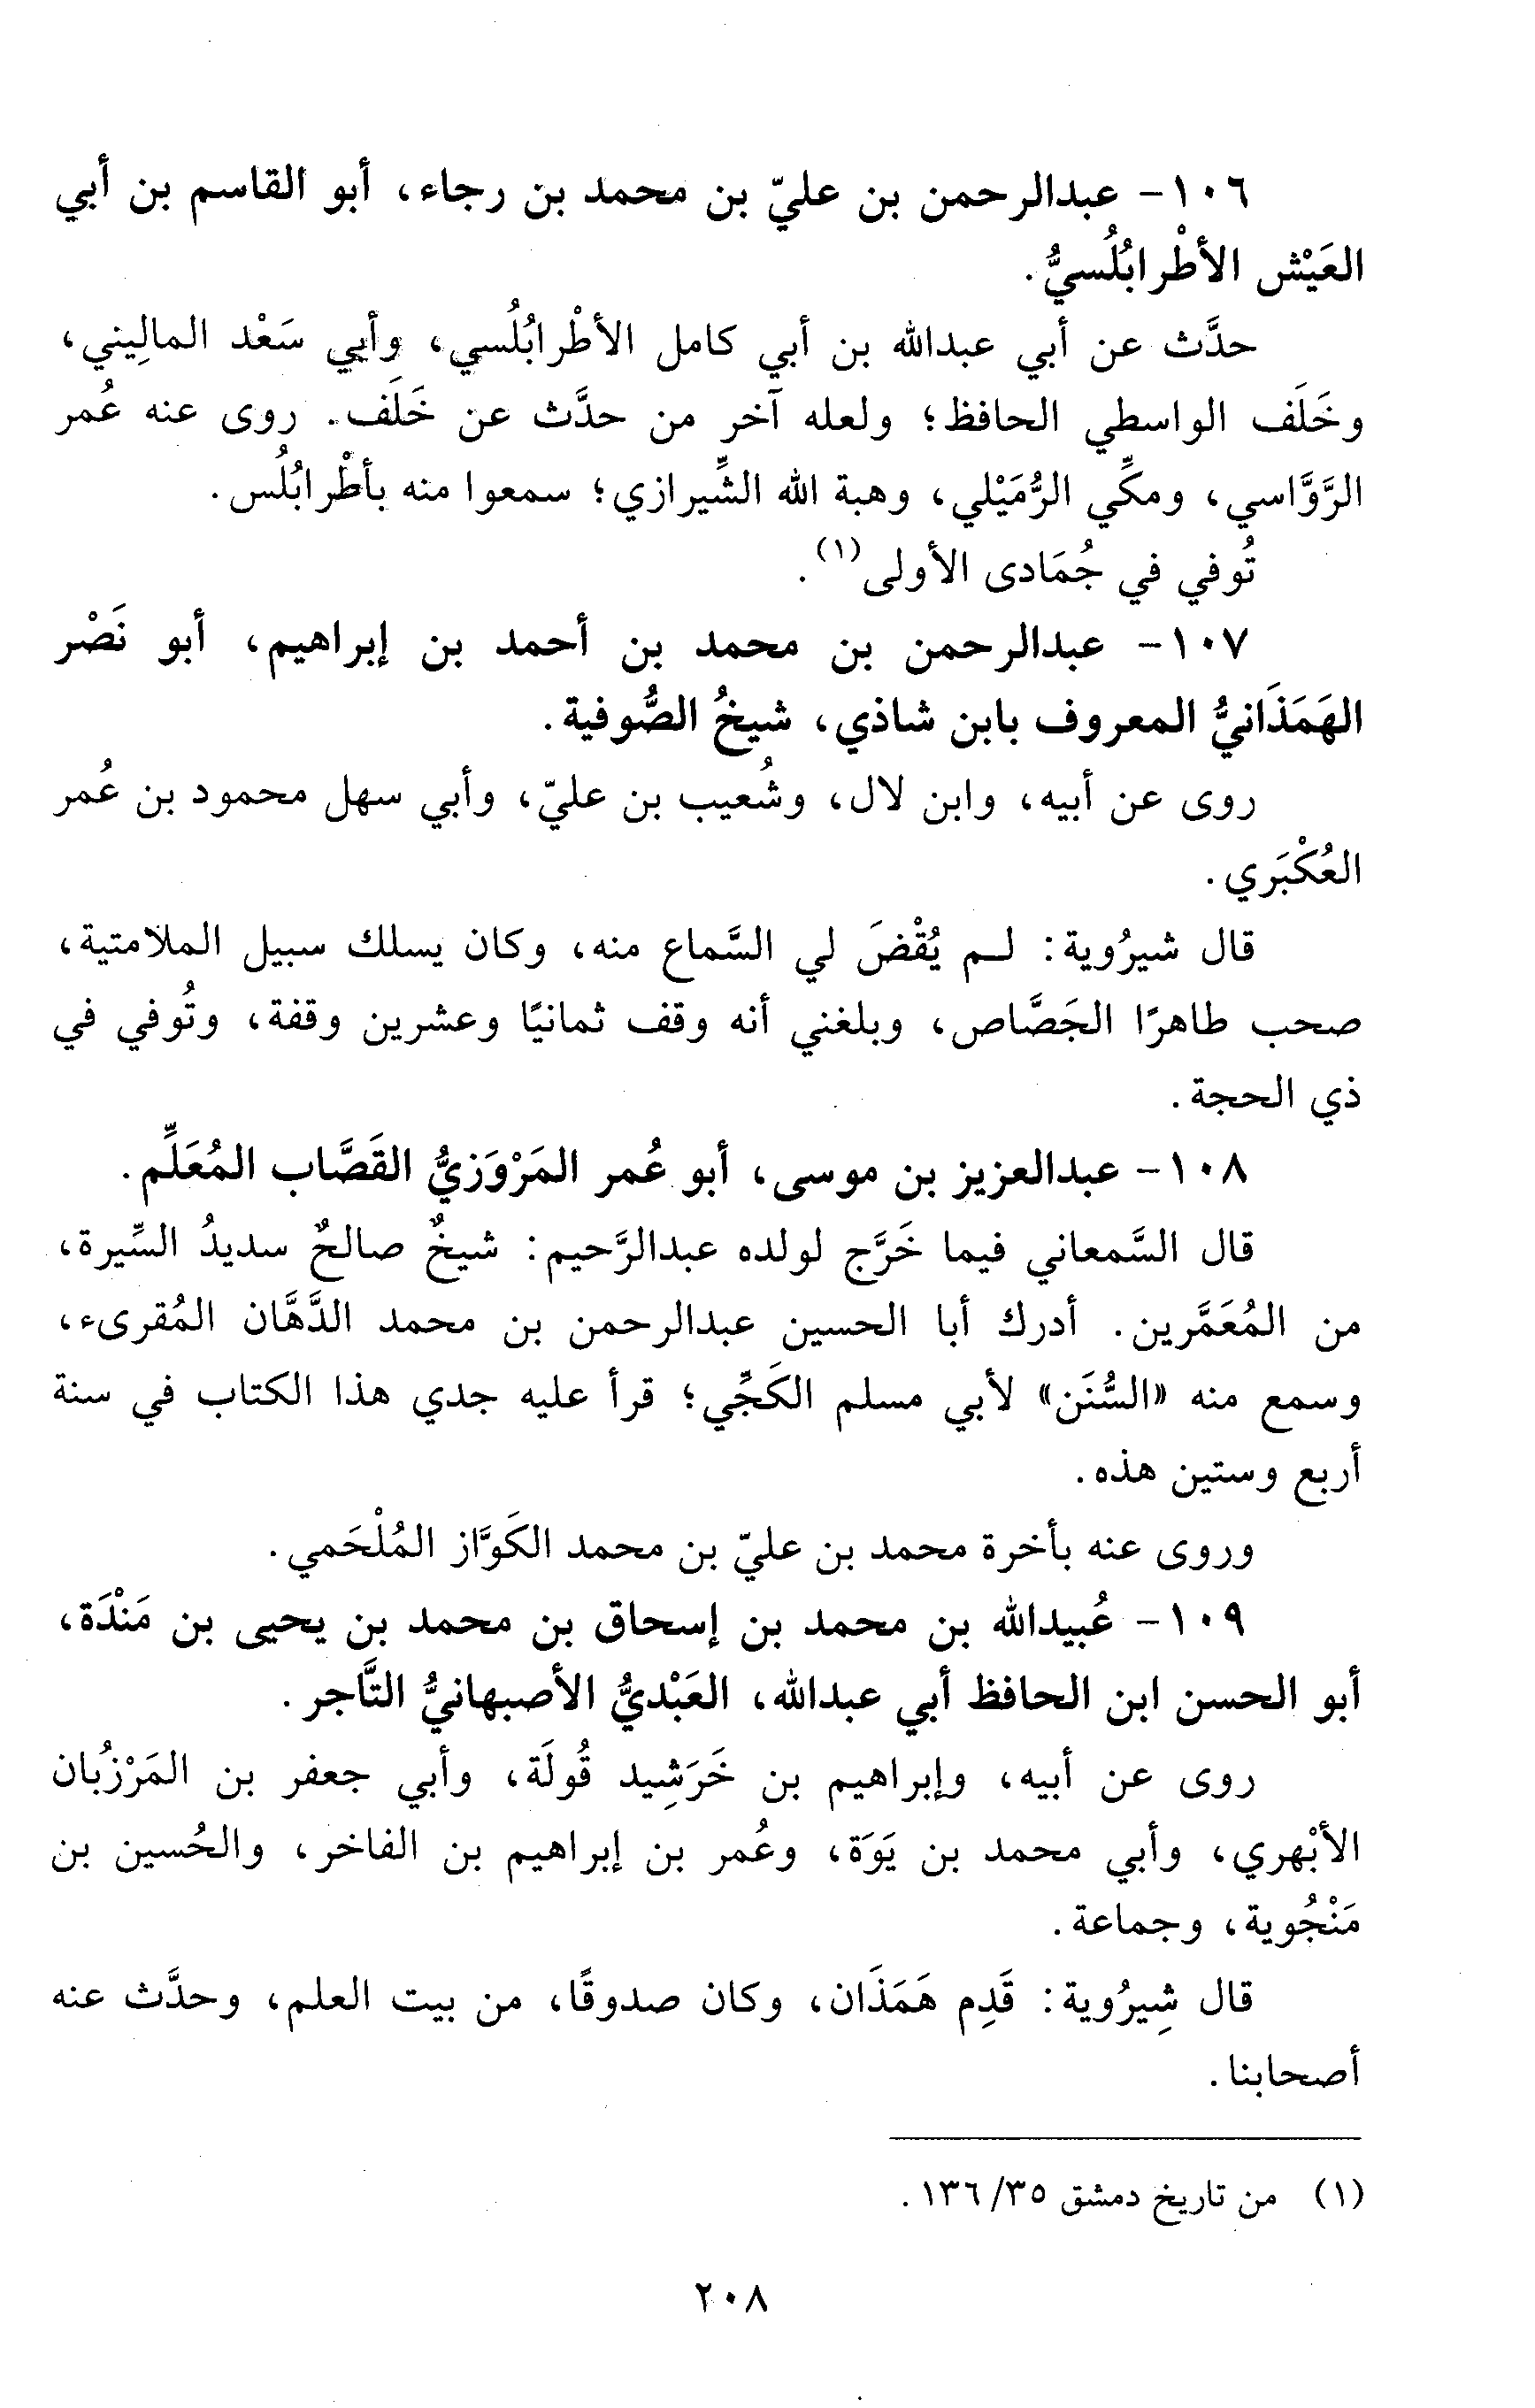 ١٠٦- عبدالرحمن بن عليّ بن محمد بن رجاء، أبو القاسم بن أبي
العَيْش الأطْرابُلُسيُّ.
حدَّث عن أبي عبدالله بن أبي كامل الأطْرابُلُسي، وأبي سَعْد المالِيني،
وخَلَف الواسطي الحافظ؛ ولعله آخر من حدَّث عن خَلَف. روى عنه عُمر
الرَّوَّاسي، ومكِّي الرُّمَيْلي، وهبة الله الشِّيرازي؛ سمعوا منه بأطْرابُلُس.
تُوفي في جُمَادى الأولى(١).
١٠٧- عبدالرحمن بن محمد بن أحمد بن إبراهيم، أبو نَصْر
الهَمَذَانيُّ المعروف بابن شاذي، شيخُ الصُّوفية.
روى عن أبيه، وابن لال، وشُعيب بن عليّ، وأبي سهل محمود بن عُمر
العُكْبَري.
قال شيرُوية: لـم يُقْضَ لي السَّماع منه، وكان يسلك سبيل الملامتية،
صحب طاهرًا الجَصَّاص، وبلغني أنه وقف ثمانيًا وعشرين وقفة، وتُوفي في
ذي الحجة.
١٠٨- عبدالعزيز بن موسى، أبو عُمر المَرْوَزيُّ القَصَّاب المُعَلِّم.
قال السَّمعاني فيما خَرَّج لولده عبدالرَّحيم: شيخٌ صالحٌ سديدُ السِّيرة،
من المُعَمَّرين. أدرك أبا الحسين عبدالرحمن بن محمد الدَّهَّان المُقرىء،
وسمع منه «السُّنَن» لأبي مسلم الكَجِّي؛ قرأ عليه جدي هذا الكتاب في سنة
أربع وستين هذه.
وروى عنه بأخرة محمد بن عليّ بن محمد الكَوَّاز المُلْحَمي.
١٠٩- عُبيدالله بن محمد بن إسحاق بن محمد بن يحيى بن مَنْدَة،
أبو الحسن ابن الحافظ أبي عبدالله، العَبْديُّ الأصبهانيُّ التَّاجر.
روى عن أبيه، وإبراهيم بن خَرَشِيد قُولَة، وأبي جعفر بن المَرْزُبان
الأبْهري، وأبي محمد بن يَوَة، وعُمر بن إبراهيم بن الفاخر، والحُسين بن
مَنْجُوية، وجماعة.
قال شِيرُوية: قَدِم هَمَذَان، وكان صدوقًا، من بيت العلم، وحدَّث عنه
أصحابنا.
(١) من تاريخ دمشق ٣٥/ ١٣٦.
٢٠٨